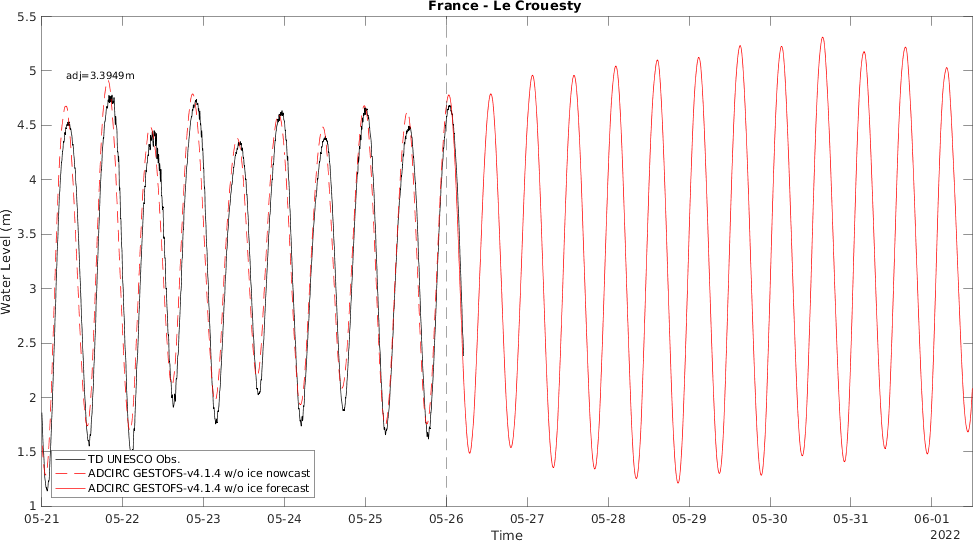 France - Le Crouesty
adj=3.3949m
Water Level (m)
5.5
5
4.5
4
3.5
3
2.5
2
1.5
1
TD UNESCO Obs.
ADCIRC GESTOFS-v4.1.4 w/o ice nowcast
ADCIRC GESTOFS-v4.1.4 w/o ice forecast
05-21 05-22 05-23 05-24 05-25 05-26 05-27 05-28 05-29 05-30 05-31 06-01
2022
Time